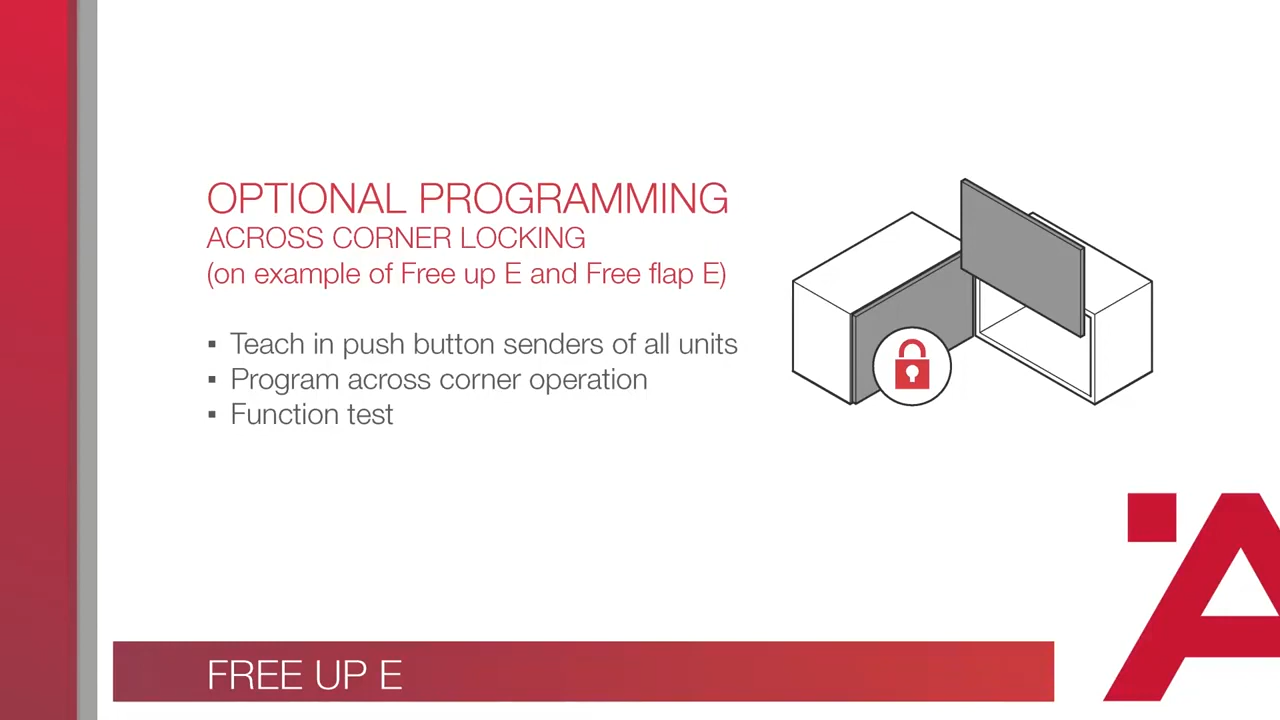 OPTIONAL PROGRAMMING
ACROSS CORNER LOCKING
(on example of Free up E and Free flap E)
▪ Teach in push button senders of all units
▪ Program across corner operation
▪ Function test
FREE UP E